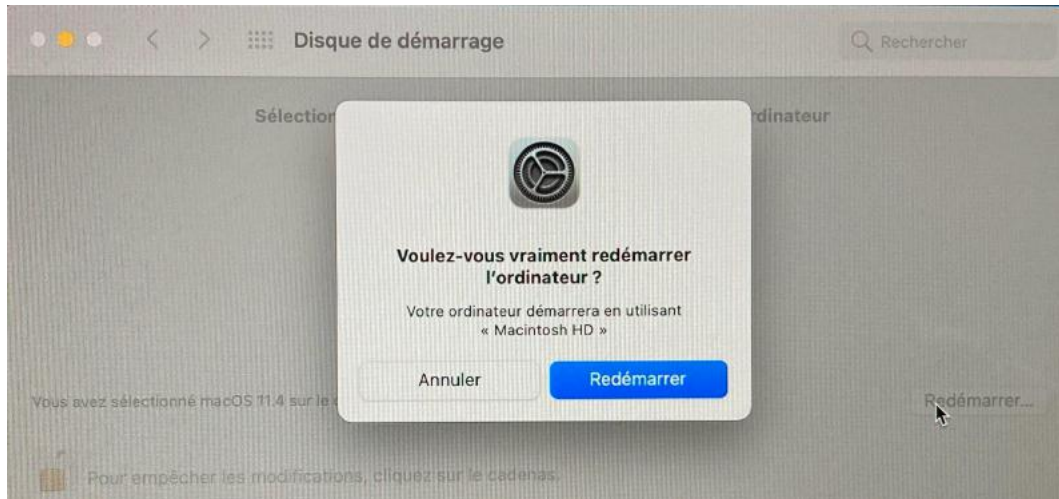 Disque de démarrage
Rechercher
Sélection
rdinateur
Voulez-vous vraiment redémarrer
l'ordinateur ?
Votre ordinateur démarrera en utilisant
« Macintosh HD »
Annuler
Redémarrer
Vous avez sélectionné macOS 11.4 sur le
Redémarrer...
Pour empêcher les modifications, cliquez sur le cadenas.